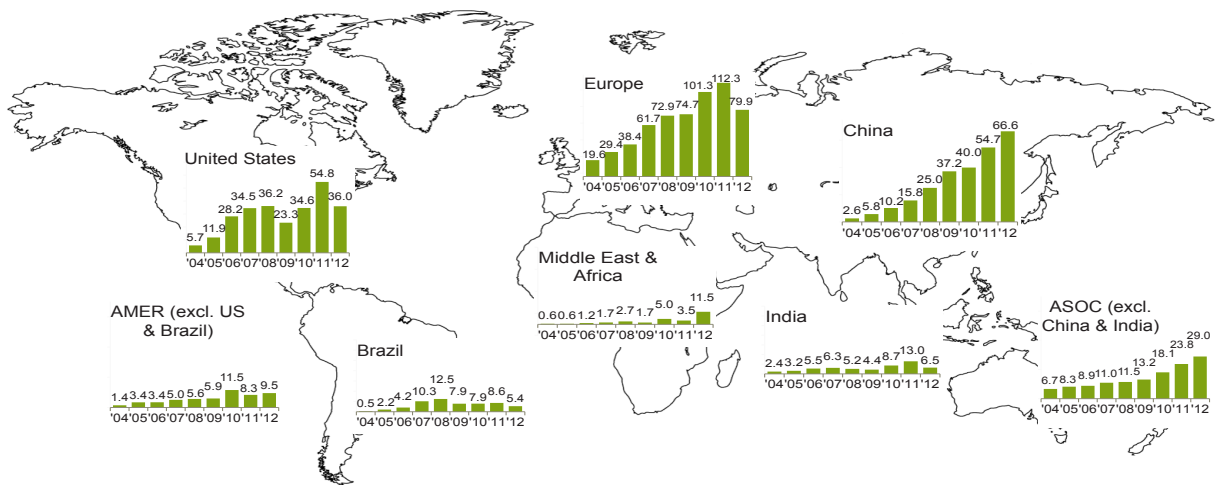 Europe
19.6 29.4 38.4 61.7 72.9 74.7 101.3 112.3 79.9
'04 '05 '06 '07 '08 '09 '10 '11 '12
China
2.6 5.8 10.2 15.8 25.0 37.2 40.0 54.7 66.6
'04 '05 '06 '07 '08 '09 '10 '11 '12
United States
5.7 11.9 28.2 34.5 36.2 23.3 34.6 54.8 36.0
'04 '05 '06 '07 '08 '09 '10 '11 '12
Middle East &
Africa
0.6 0.6 1.2 1.7 2.7 1.7 5.0 3.5 11.5
'04 '05 '06 '07 '08 '09 '10 '11 '12
AMER (excl. US
& Brazil)
1.4 3.4 3.4 5.0 5.6 5.9 11.5 8.3 9.5
'04 '05 '06 '07 '08 '09 '10 '11 '12
Brazil
0.5 2.2 4.2 10.3 12.5 7.9 7.9 8.6 5.4
'04 '05 '06 '07 '08 '09 '10 '11 '12
India
2.4 3.2 5.5 6.3 5.2 4.4 8.7 13.0 6.5
'04 '05 '06 '07 '08 '09 '10 '11 '12
ASOC (excl.
China & India)
6.7 8.3 8.9 11.0 11.5 13.2 18.1 23.8 29.0
'04 '05 '06 '07 '08 '09 '10 '11 '12